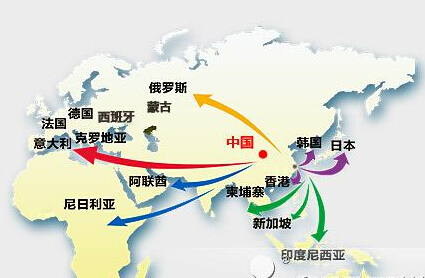 俄罗斯
蒙古
德国
西班牙
法国
意大利
克罗地亚
中国
韩国
日本
阿联酋
香港
柬埔寨
尼日利亚
新加坡
印度尼西亚